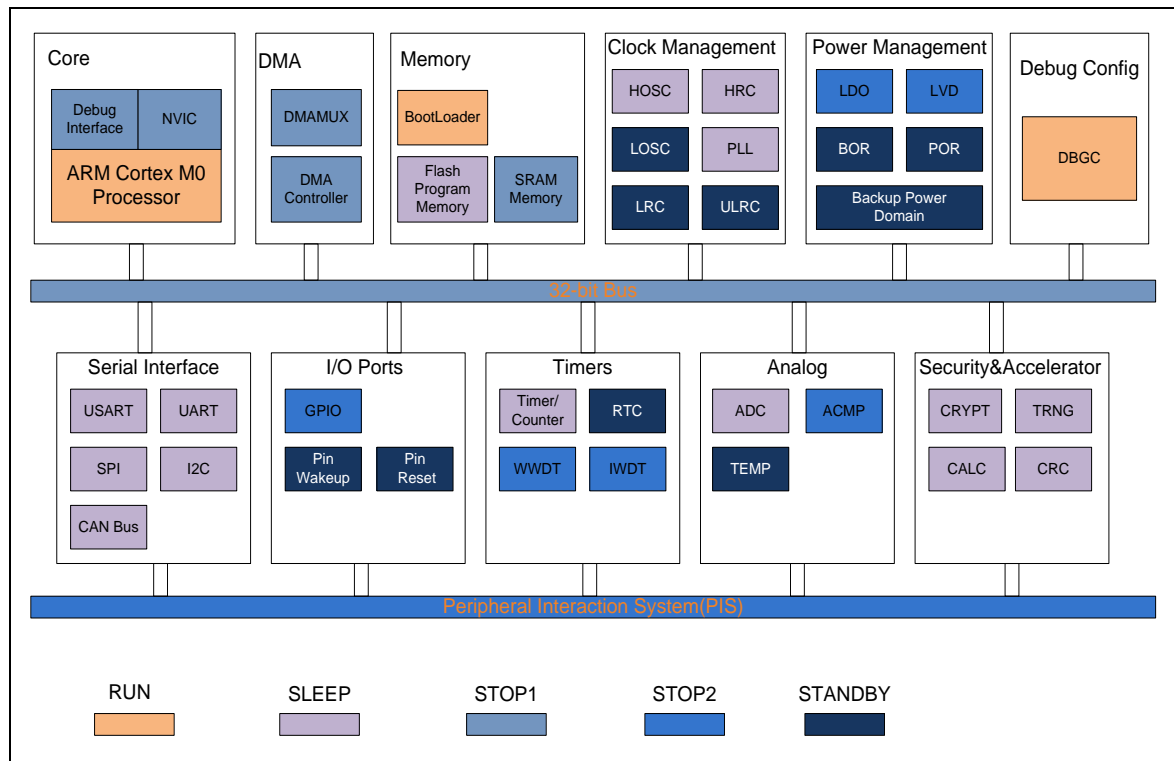 Core
Debug
Interface
NVIC
ARM Cortex M0
Processor
DMA
DMAMUX
DMA
Controller
Memory
BootLoader
Flash
Program
Memory
SRAM
Memory
Clock Management
HOSC
HRC
LOSC
PLL
LRC
ULRC
Power Management
LDO
LVD
BOR
POR
Backup Power
Domain
Debug Config
DBGC
32-bit Bus
Serial Interface
USART
UART
SPI
I2C
CAN Bus
I/O Ports
GPIO
Pin
Wakeup
Pin
Reset
Timers
Timer/
Counter
RTC
WWDT
IWDT
Analog
ADC
ACMP
TEMP
Security&Accelerator
CRYPT
TRNG
CALC
CRC
Peripheral Interaction System(PIS)
RUN
SLEEP
STOP1
STOP2
STANDBY